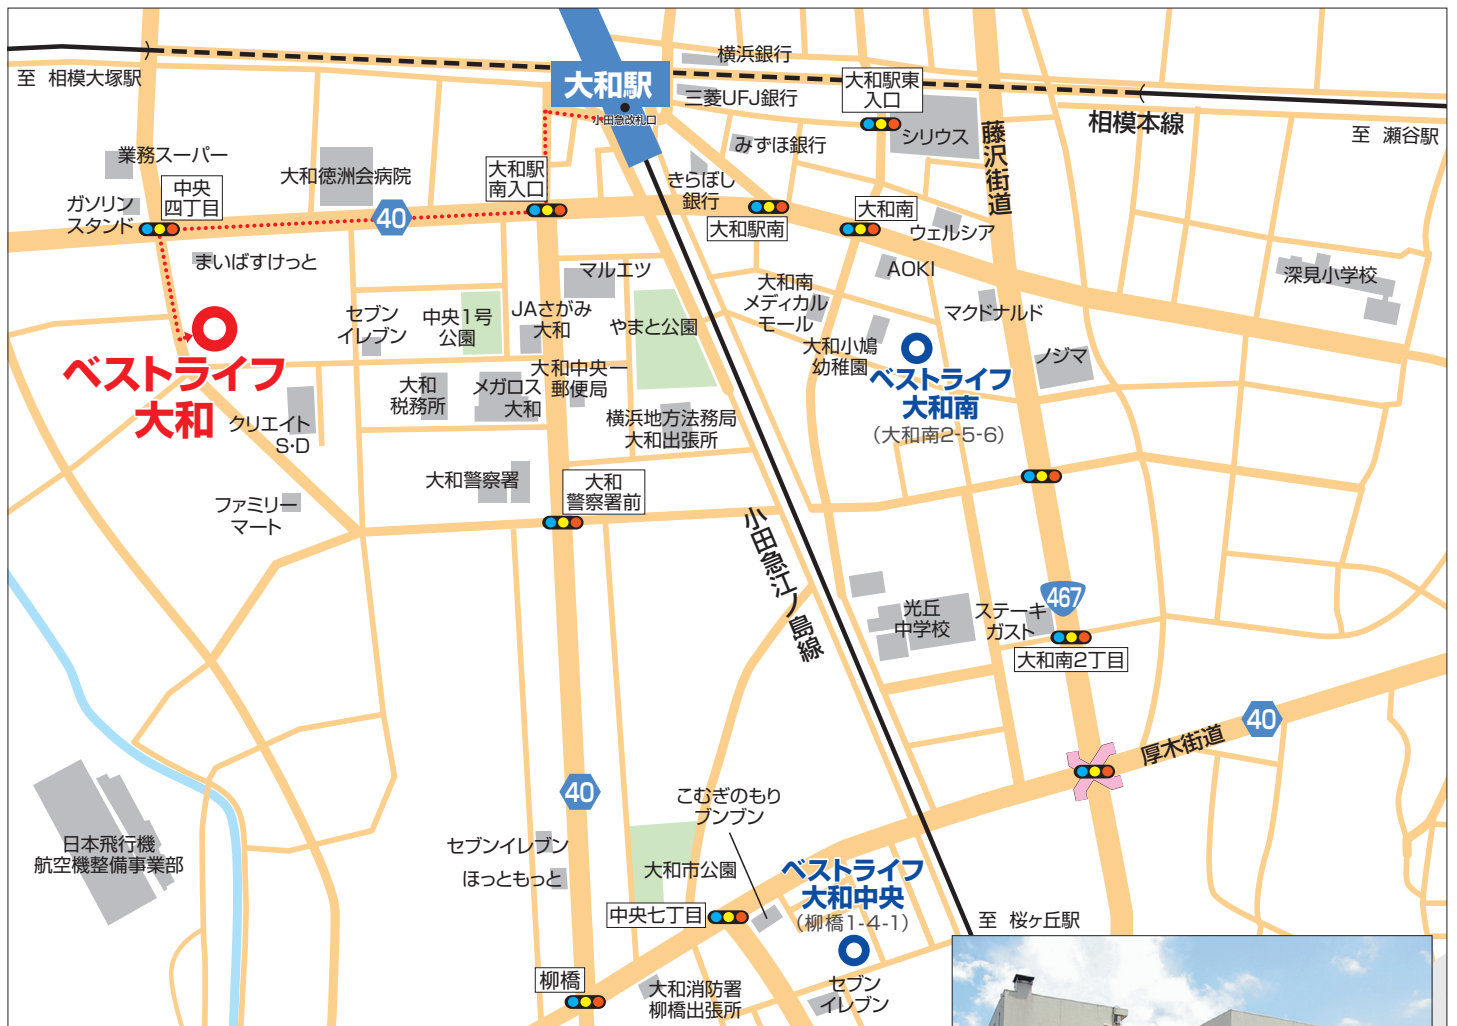 横浜銀行
至 相模大塚駅
大和駅
小田急改札口
三菱UFJ銀行
大和駅東
入口
シリウス
藤沢街道
相模本線
至 瀬谷駅
業務スーパー
みずほ銀行
中央
四丁目
大和徳洲会病院
大和駅
南入口
きらぼし
銀行
ガソリン
スタンド
40
大和駅南
大和南
ウェルシア
まいばすけっと
マルエツ
AOKI
深見小学校
大和南
メディカル
モール
マクドナルド
セブン
イレブン
中央1号
公園
JAさがみ
大和
やまと公園
大和小鳩
幼稚園
ノジマ
ベストライフ
大和
ベストライフ
大和南
(大和南2-5-6)
大和
税務所
メガロス
大和
大和中央一
郵便局
横浜地方法務局
大和出張所
クリエイト
S·D
大和警察署
大和
警察署前
ファミリー
マート
小田急江ノ島線
467
光丘
中学校
ステーキ
ガスト
大和南2丁目
40
厚木街道
40
こむぎのもり
ブンブン
日本飛行機
航空機整備事業部
セブンイレブン
ほっともっと
大和市公園
ベストライフ
大和中央
(柳橋1-4-1)
中央七丁目
至 桜ヶ丘駅
柳橋
大和消防署
柳橋出張所
セブン
イレブン